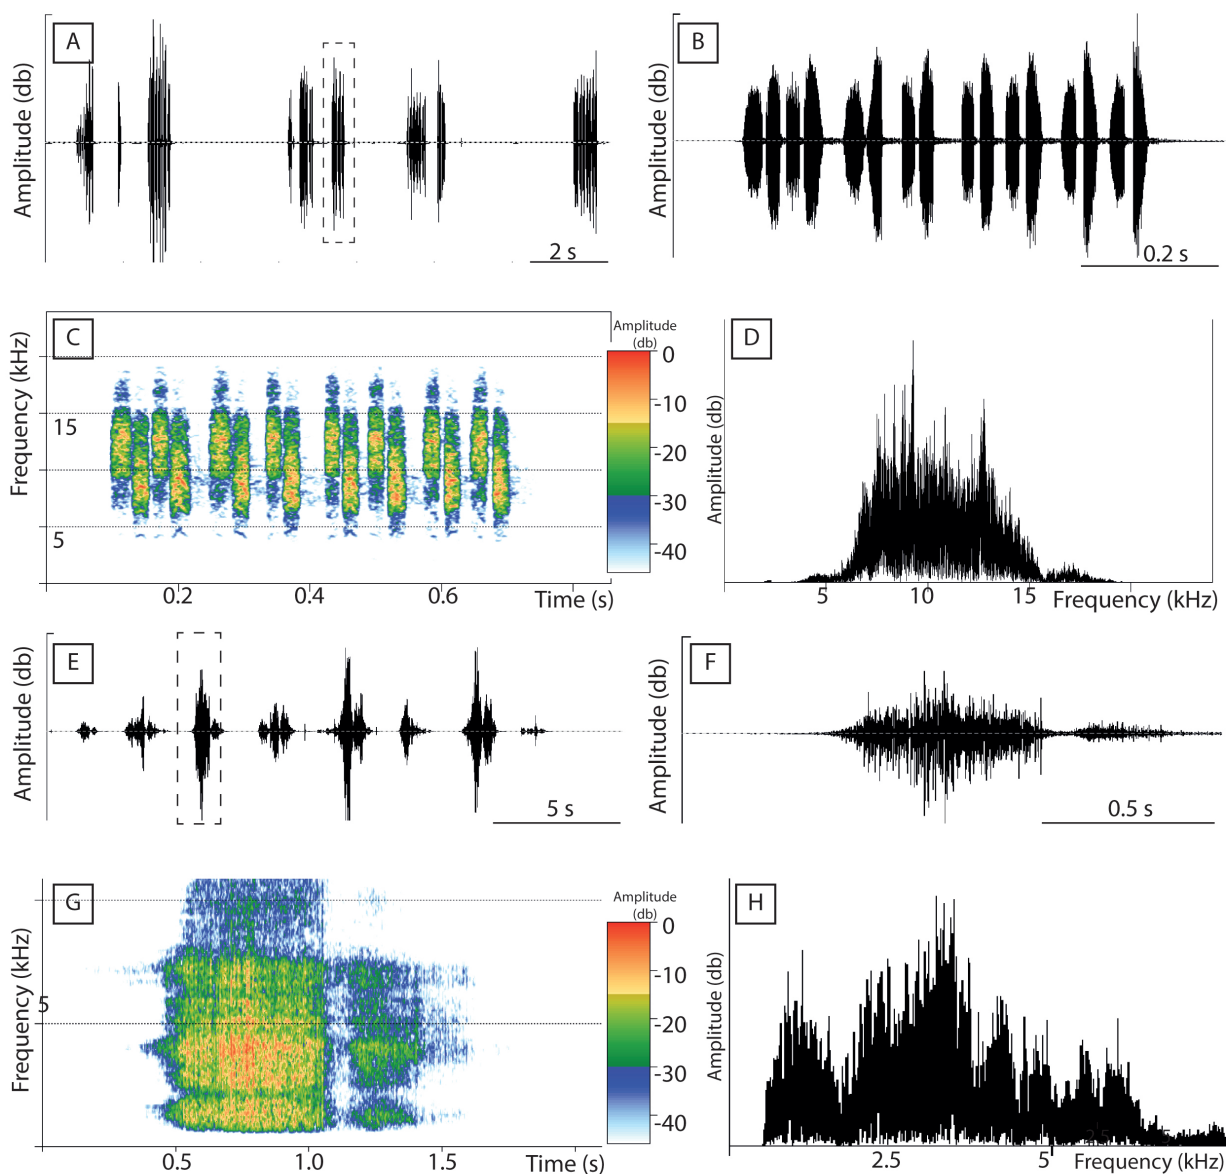 A
Amplitude (db)
2 s
B
Amplitude (db)
0.2 s
C
Frequency (kHz)
15
5
0.2
0.4
0.6
Time (s)
Amplitude
(db)
0
-10
-20
-30
-40
D
Amplitude (db)
5
10
15
Frequency (kHz)
E
Amplitude (db)
5 s
F
Amplitude (db)
0.5 s
G
Frequency (kHz)
5
0.5
1.0
1.5
Time (s)
Amplitude
(db)
0
-10
-20
-30
-40
H
Amplitude (db)
2.5
5
Frequency (kHz)